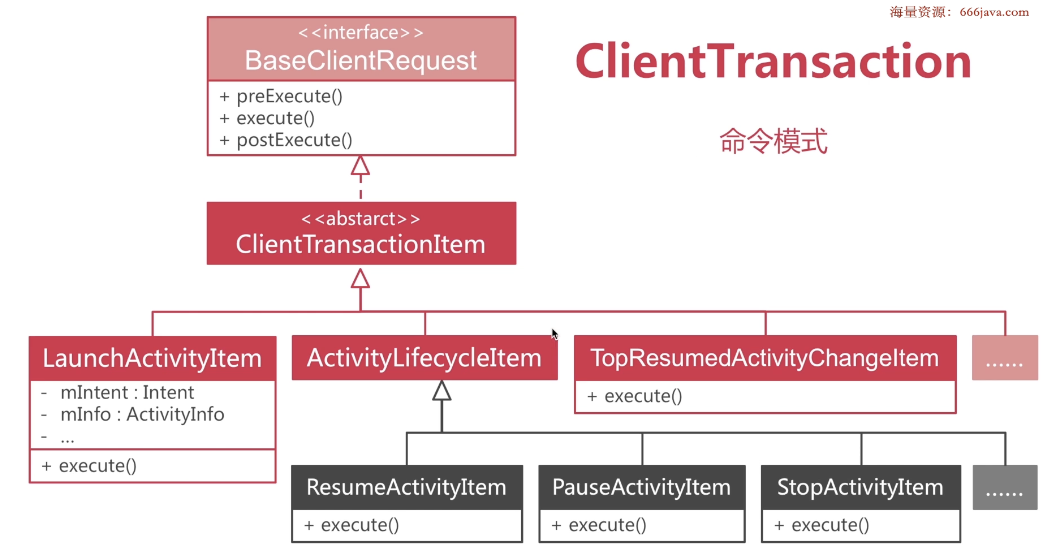 海量资源：666java.com
<<interface>>
BaseClientRequest
+ preExecute()
+ execute()
+ postExecute()
ClientTransaction
命令模式
<<abstarct>>
ClientTransactionItem
LaunchActivityItem
- mIntent : Intent
- mInfo : ActivityInfo
- ...
+ execute()
ActivityLifecycleItem
TopResumedActivityChangeItem
+ execute()
......
ResumeActivityItem
+ execute()
PauseActivityItem
+ execute()
StopActivityItem
+ execute()
......